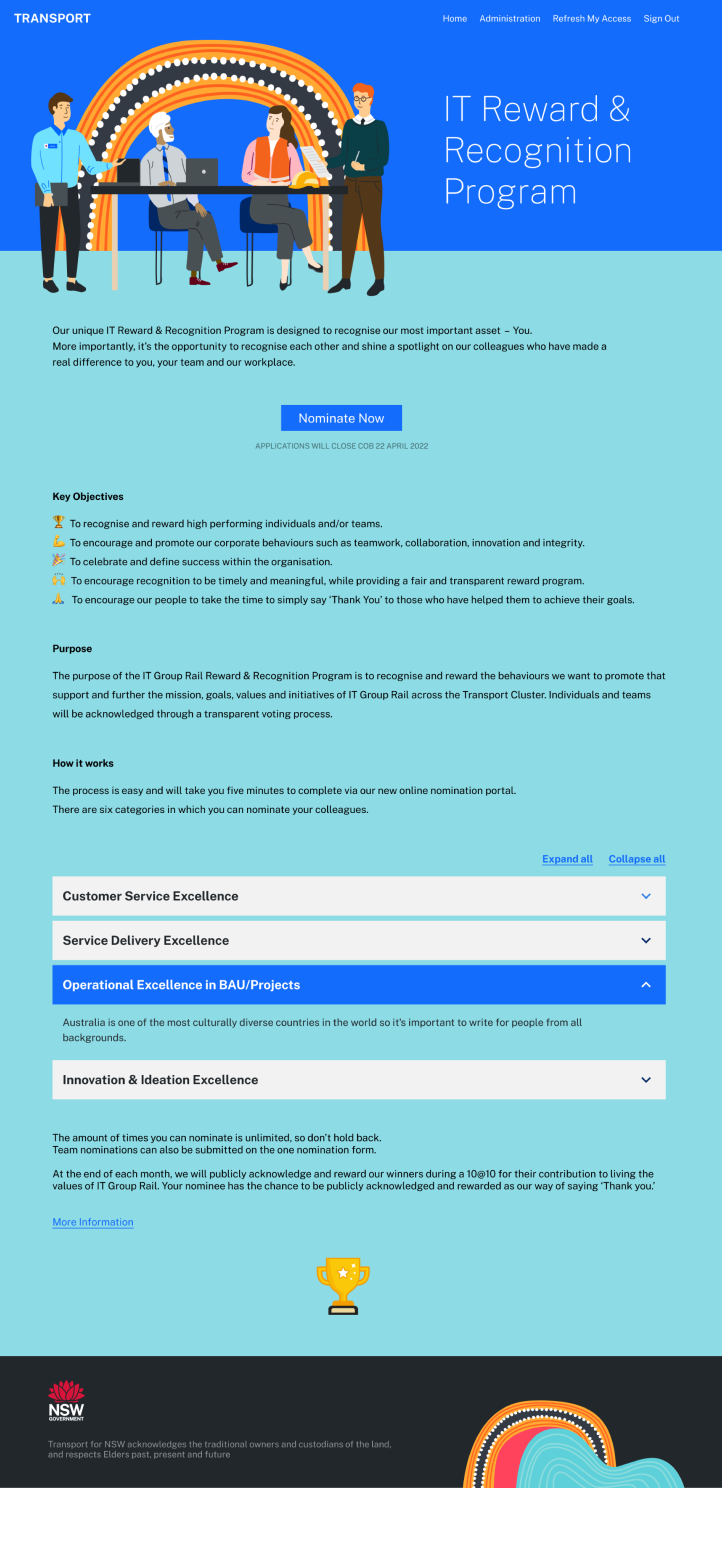 TRANSPORT
Home Administration Refresh My Access Sign Out
IT Reward &
Recognition
Program
Our unique IT Reward & Recognition Program is designed to recognise our most important asset – You.
More importantly, it's the opportunity to recognise each other and shine a spotlight on our colleagues who have made a
real difference to you, your team and our workplace.
Nominate Now
APPLICATIONS WILL CLOSE COB 22 APRIL 2022
Key Objectives
🏆 To recognise and reward high performing individuals and/or teams.
💪 To encourage and promote our corporate behaviours such as teamwork, collaboration, innovation and integrity.
🎉 To celebrate and define success within the organisation.
🙌 To encourage recognition to be timely and meaningful, while providing a fair and transparent reward program.
🙏 To encourage our people to take the time to simply say 'Thank You' to those who have helped them to achieve their goals.
Purpose
The purpose of the IT Group Rail Reward & Recognition Program is to recognise and reward the behaviours we want to promote that
support and further the mission, goals, values and initiatives of IT Group Rail across the Transport Cluster. Individuals and teams
will be acknowledged through a transparent voting process.
How it works
The process is easy and will take you five minutes to complete via our new online nomination portal.
There are six categories in which you can nominate your colleagues.
Expand all Collapse all
Customer Service Excellence
Service Delivery Excellence
Operational Excellence in BAU/Projects
Australia is one of the most culturally diverse countries in the world so it's important to write for people from all
backgrounds.
Innovation & Ideation Excellence
The amount of times you can nominate is unlimited, so don't hold back.
Team nominations can also be submitted on the one nomination form.
At the end of each month, we will publicly acknowledge and reward our winners during a 10@10 for their contribution to living the
values of IT Group Rail. Your nominee has the chance to be publicly acknowledged and rewarded as our way of saying 'Thank you.'
More Information
NSW
GOVERNMENT
Transport for NSW acknowledges the traditional owners and custodians of the land,
and respects Elders past, present and future